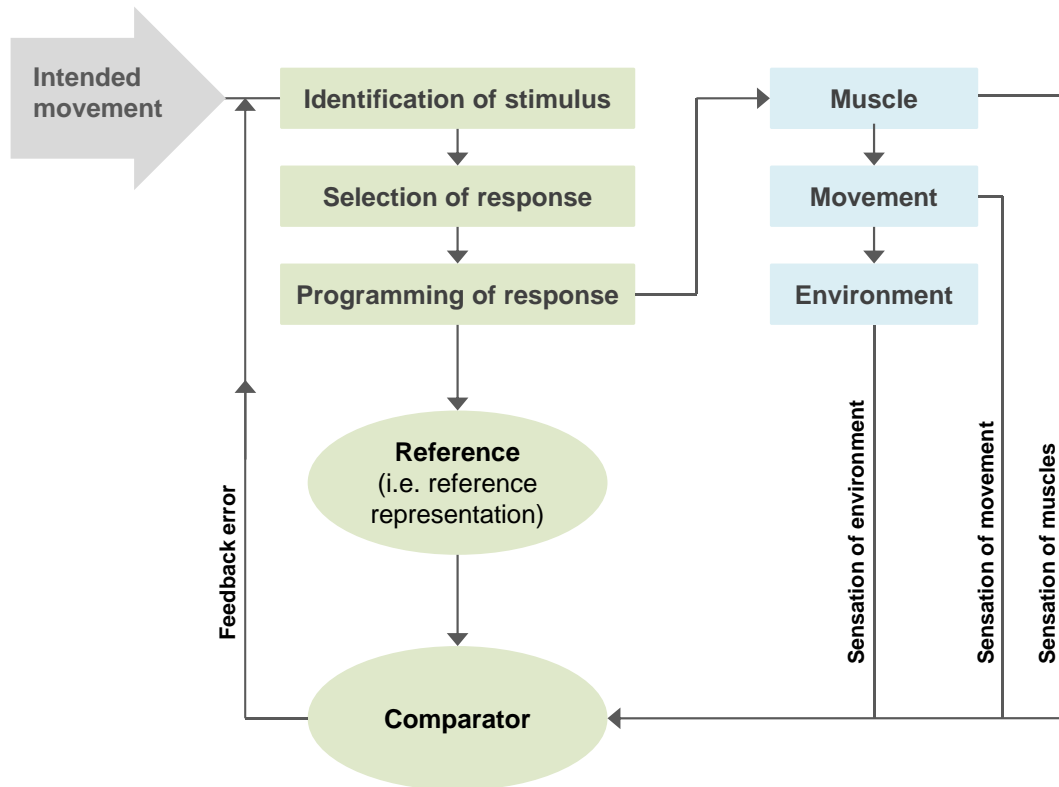 Intended
movement
Identification of stimulus
Selection of response
Programming of response
Muscle
Movement
Environment
Reference
(i.e. reference
representation)
Comparator
Feedback error
Sensation of environment
Sensation of movement
Sensation of muscles